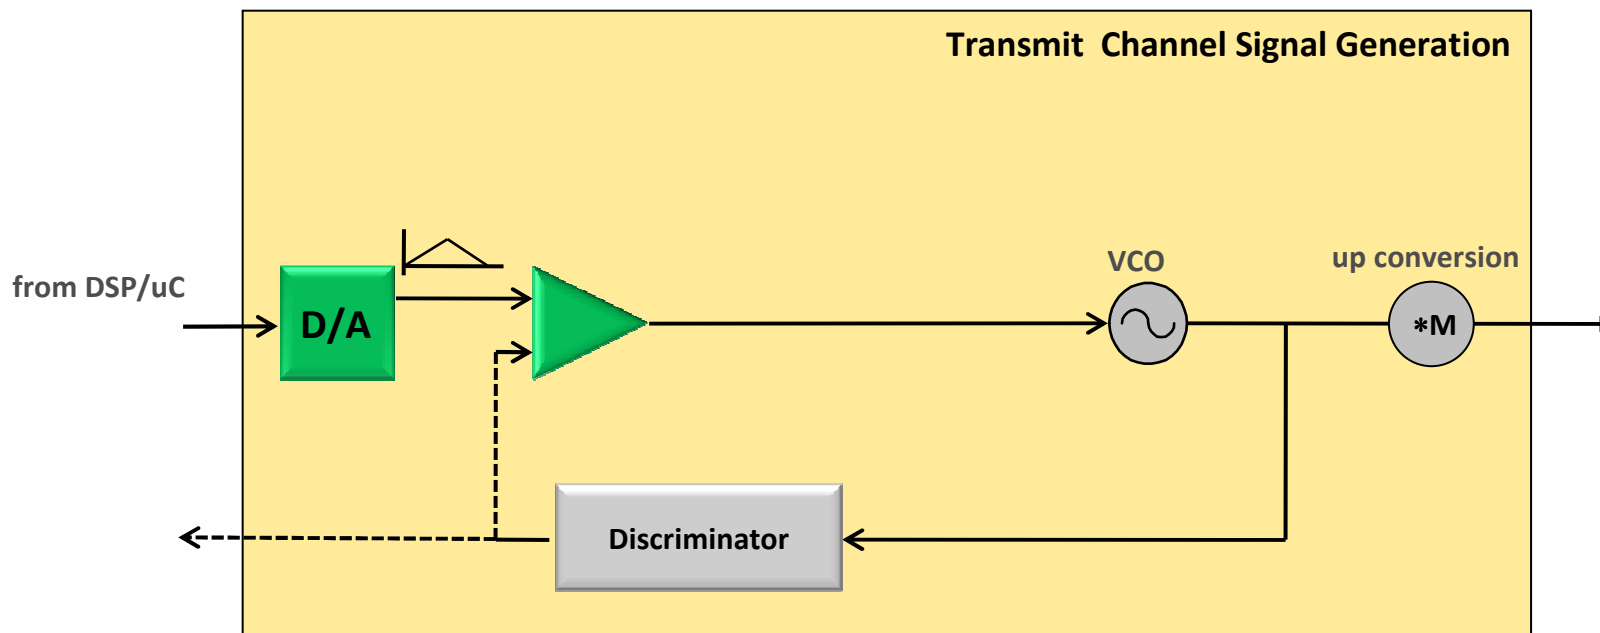 Transmit Channel Signal Generation
VCO
up conversion
from DSP/uC
D/A
*M
Discriminator